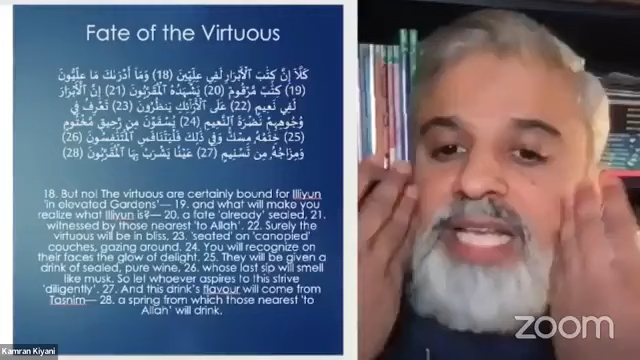 Fate of the Virtuous
كَلَّآ إِنَّ كِتَٰبَ ٱلْأَبْرَارِ لَفِى عِلِّيِّينَ (18) وَمَآ أَدْرَىٰكَ مَا عِلِّيُّونَ
(19) كِتَٰبٌ مَّرْقُومٌ (20) يَشْهَدُهُ ٱلْمُقَرَّبُونَ (21) إِنَّ ٱلْأَبْرَارَ
لَفِى نَعِيمٍ (22) عَلَى ٱلْأَرَآئِكِ يَنظُرُونَ (23) تَعْرِفُ فِى
وُجُوهِهِمْ نَضْرَةَ ٱلنَّعِيمِ (24) يُسْقَوْنَ مِن رَّحِيقٍ مَّخْتُومٍ
(25) خِتَٰمُهُۥ مِسْكٌ وَفِى ذَٰلِكَ فَلْيَتَنَافَسِ ٱلْمُتَنَٰفِسُونَ (26)
وَمِزَاجُهُۥ مِن تَسْنِيمٍ (27) عَيْنًا يَشْرَبُ بِهَا ٱلْمُقَرَّبُونَ (28)
18. But no! The virtuous are certainly bound for Illiyun
'in elevated Gardens'— 19. and what will make you
realize what Illiyun is?— 20. a fate 'already' sealed, 21.
witnessed by those nearest 'to Allah'. 22. Surely the
virtuous will be in bliss, 23. 'seated' on 'canopied'
couches, gazing around. 24. You will recognize on
their faces the glow of delight. 25. They will be given a
drink of sealed, pure wine, 26. whose last sip will smell
like musk. So let whoever aspires to this strive
'diligently'. 27. And this drink's flavour will come from
Tasnim— 28. a spring from which those nearest 'to
Allah' will drink.
Kamran Kiyani
zoom